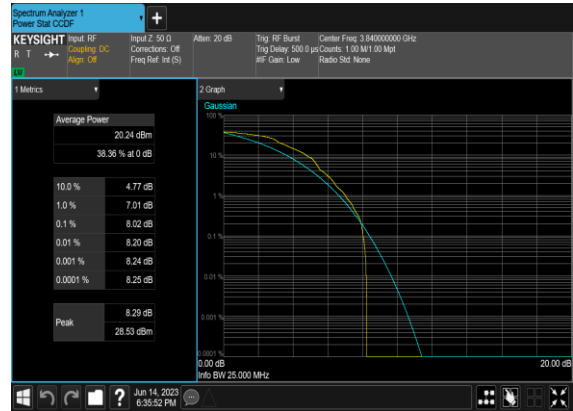 Spectrum Analyzer 1
Power Stat CCDF
KEYSIGHT Input: RF Input Z: 50 Ω Atten: 20 dB Trig: RF Burst Center Freq: 3.840000000 GHz
R T Coupling: DC Corrections: Off Trig Delay: 500.0 µs Counts: 1.00 M/1.00 Mpt
Align: Off Freq Ref: Int (S) #IF Gain: Low Radio Std: None
1 Metrics
2 Graph
Average Power
20.24 dBm
38.36 % at 0 dB
10.0 % 4.77 dB
1.0 % 7.01 dB
0.1 % 8.02 dB
0.01 % 8.20 dB
0.001 % 8.24 dB
0.0001 % 8.25 dB
Peak 8.29 dB
28.53 dBm
Gaussian
100 %
10 %
1 %
0.1 %
0.01 %
0.001 %
0.0001 %
0.00 dB 20.00 dB
Info BW 25.000 MHz
Jun 14, 2023
6:35:52 PM